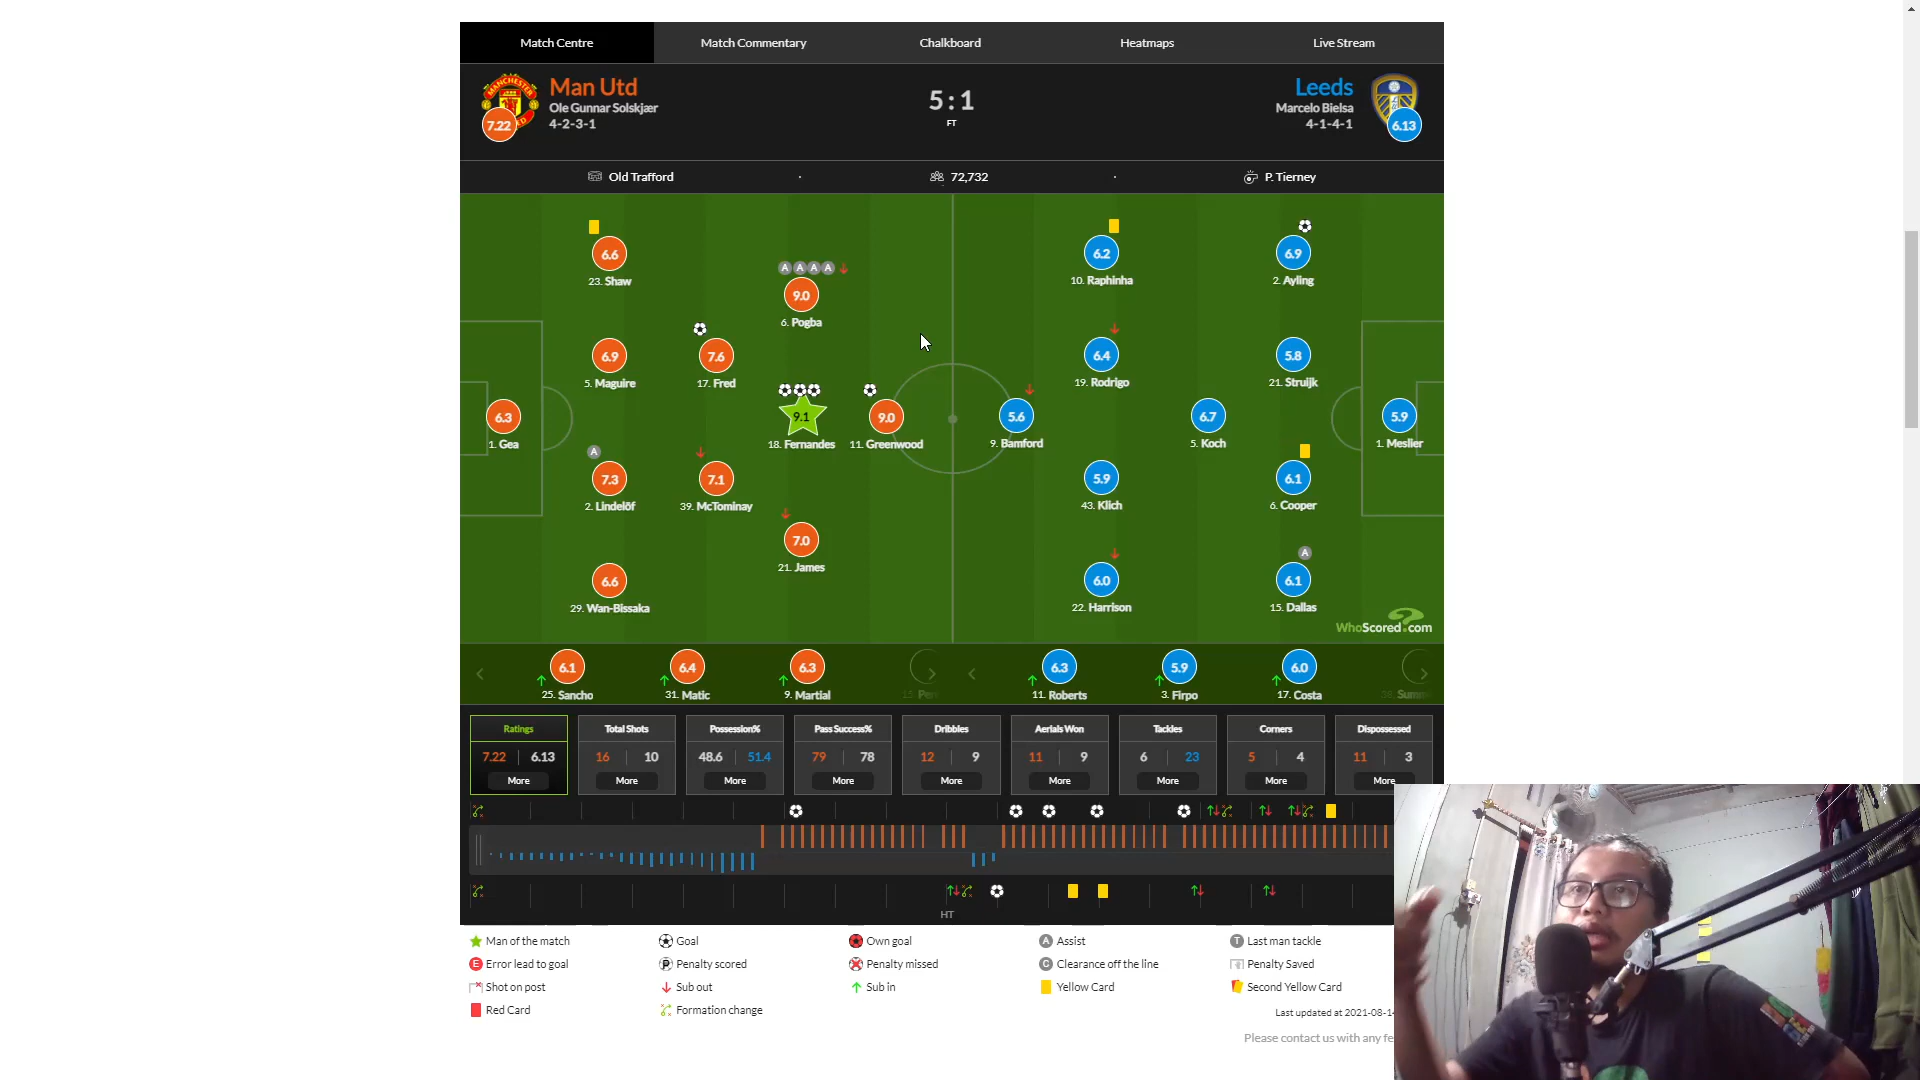 Match Centre
Match Commentary
Chalkboard
Heatmaps
Live Stream
Man Utd
Ole Gunnar Solskjær
4-2-3-1
7.22
5 : 1
FT
Leeds
Marcelo Bielsa
4-1-4-1
6.13
Old Trafford
72,732
P. Tierney
6.6
23. Shaw
A A A A
9.0
6. Pogba
6.2
10. Raphinha
6.9
2. Ayling
6.9
5. Maguire
7.6
17. Fred
6.4
19. Rodrigo
5.8
21. Struijk
6.3
1. Gea
9.1
18. Fernandes
9.0
11. Greenwood
5.6
9. Bamford
6.7
5. Koch
5.9
1. Meslier
A
7.3
2. Lindelöf
7.1
39. McTominay
5.9
43. Klich
6.1
6. Cooper
7.0
21. James
6.6
29. Wan-Bissaka
6.0
22. Harrison
A
6.1
15. Dallas
WhoScored.com
6.1
25. Sancho
6.4
31. Matic
6.3
9. Martial
6.3
11. Roberts
5.9
3. Firpo
6.0
17. Costa
Ratings
7.22 6.13
More
Total Shots
16 10
More
Possession%
48.6 51.4
More
Pass Success%
79 78
More
Dribbles
12 9
More
Aerials Won
11 9
More
Tackles
6 23
More
Corners
5 4
More
Dispossessed
11 3
More
HT
Man of the match
Goal
Own goal
A Assist
T Last man tackle
E Error lead to goal
P Penalty scored
Penalty missed
C Clearance off the line
Penalty Saved
Shot on post
Sub out
Sub in
Yellow Card
Second Yellow Card
Red Card
Formation change
Last updated at 2021-08-14
Please contact us with any fe